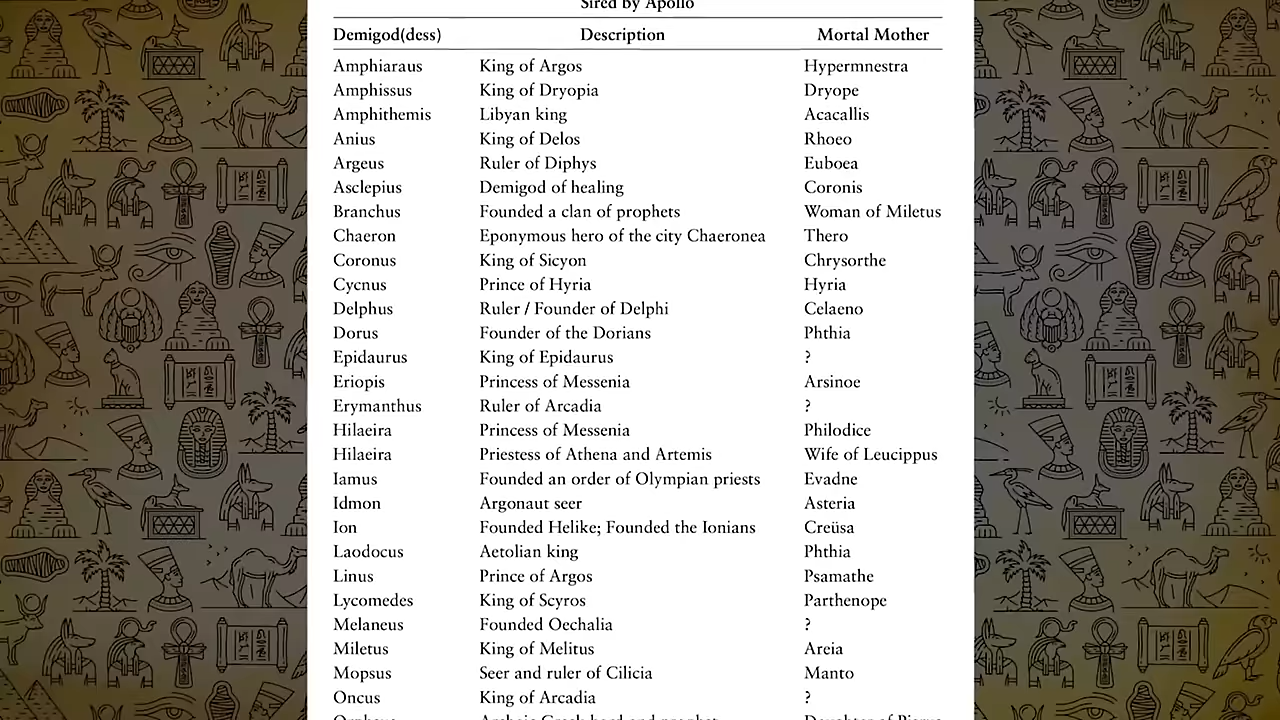 Sired by Apollo
Demigod(dess) Description Mortal Mother
Amphiaraus King of Argos Hypermnestra
Amphissus King of Dryopia Dryope
Amphithemis Libyan king Acacallis
Anius King of Delos Rhoeo
Argeus Ruler of Diphys Euboea
Asclepius Demigod of healing Coronis
Branchus Founded a clan of prophets Woman of Miletus
Chaeron Eponymous hero of the city Chaeronea Thero
Coronus King of Sicyon Chrysorthe
Cycnus Prince of Hyria Hyria
Delphus Ruler / Founder of Delphi Celaeno
Dorus Founder of the Dorians Phthia
Epidaurus King of Epidaurus ?
Eriopis Princess of Messenia Arsinoe
Erymanthus Ruler of Arcadia ?
Hilaeira Princess of Messenia Philodice
Hilaeira Priestess of Athena and Artemis Wife of Leucippus
Iamus Founded an order of Olympian priests Evadne
Idmon Argonaut seer Asteria
Ion Founded Helike; Founded the Ionians Creüsa
Laodocus Aetolian king Phthia
Linus Prince of Argos Psamathe
Lycomedes King of Scyros Parthenope
Melaneus Founded Oechalia ?
Miletus King of Melitus Areia
Mopsus Seer and ruler of Cilicia Manto
Oncus King of Arcadia ?